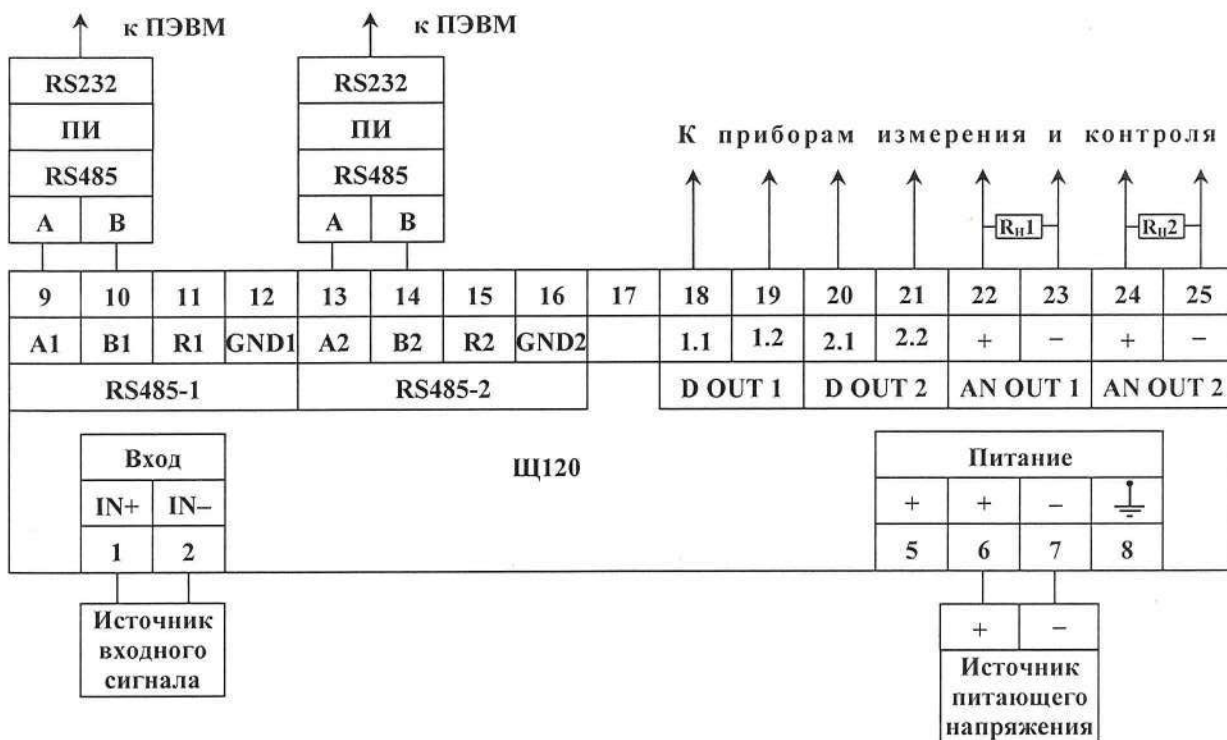 к ПЭВМ к ПЭВМ
RS232 RS232
ПИ ПИ
К приборам измерения и контроля
RS485 RS485
A B A B
Rн1 Rн2
9 10 11 12 13 14 15 16 17 18 19 20 21 22 23 24 25
A1 B1 R1 GND1 A2 B2 R2 GND2 1.1 1.2 2.1 2.2 + − + −
RS485-1 RS485-2 D OUT 1 D OUT 2 AN OUT 1 AN OUT 2
Вход Щ120 Питание
IN+ IN− + + −
1 2 5 6 7 8
Источник
входного
сигнала
+ −
Источник
питающего
напряжения